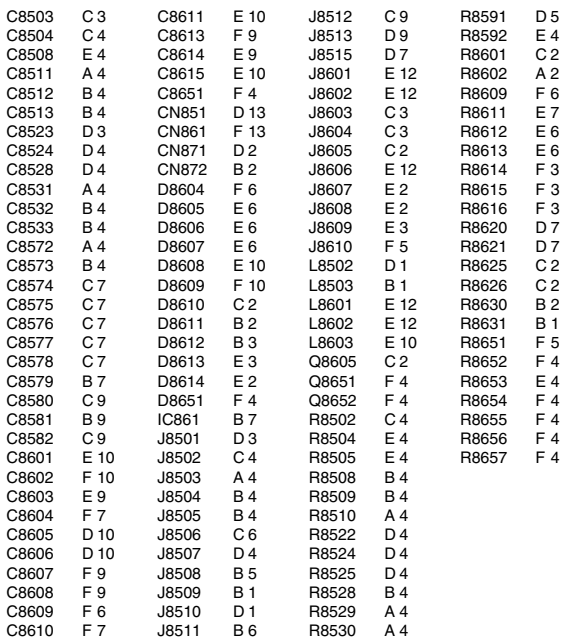 C8503 C 3 C8611 E 10 J8512 C 9 R8591 D 5
C8504 C 4 C8613 F 9 J8513 D 9 R8592 E 4
C8508 E 4 C8614 E 9 J8515 D 7 R8601 C 2
C8511 A 4 C8615 E 10 J8601 E 12 R8602 A 2
C8512 B 4 C8651 F 4 J8602 E 12 R8609 F 6
C8513 B 4 CN851 D 13 J8603 C 3 R8611 E 7
C8523 D 3 CN861 F 13 J8604 C 3 R8612 E 6
C8524 D 4 CN871 D 2 J8605 C 2 R8613 E 6
C8528 D 4 CN872 B 2 J8606 E 12 R8614 F 3
C8531 A 4 D8604 F 6 J8607 E 2 R8615 F 3
C8532 B 4 D8605 E 6 J8608 E 2 R8616 F 3
C8533 B 4 D8606 E 6 J8609 E 3 R8620 D 7
C8572 A 4 D8607 E 6 J8610 F 5 R8621 D 7
C8573 B 4 D8608 E 10 L8502 D 1 R8625 C 2
C8574 C 7 D8609 F 10 L8503 B 1 R8626 C 2
C8575 C 7 D8610 C 2 L8601 E 12 R8630 B 2
C8576 C 7 D8611 B 2 L8602 E 12 R8631 B 1
C8577 C 7 D8612 B 3 L8603 E 10 R8651 F 5
C8578 C 7 D8613 E 3 Q8605 C 2 R8652 F 4
C8579 B 7 D8614 E 2 Q8651 F 4 R8653 E 4
C8580 C 9 D8651 F 4 Q8652 F 4 R8654 F 4
C8581 B 9 IC861 B 7 R8502 C 4 R8655 F 4
C8582 C 9 J8501 D 3 R8504 E 4 R8656 F 4
C8601 E 10 J8502 C 4 R8505 E 4 R8657 F 4
C8602 F 10 J8503 A 4 R8508 B 4
C8603 E 9 J8504 B 4 R8509 B 4
C8604 F 7 J8505 B 4 R8510 A 4
C8605 D 10 J8506 C 6 R8522 D 4
C8606 D 10 J8507 D 4 R8524 D 4
C8607 F 9 J8508 B 5 R8525 D 4
C8608 F 9 J8509 B 1 R8528 B 4
C8609 F 6 J8510 D 1 R8529 A 4
C8610 F 7 J8511 B 6 R8530 A 4